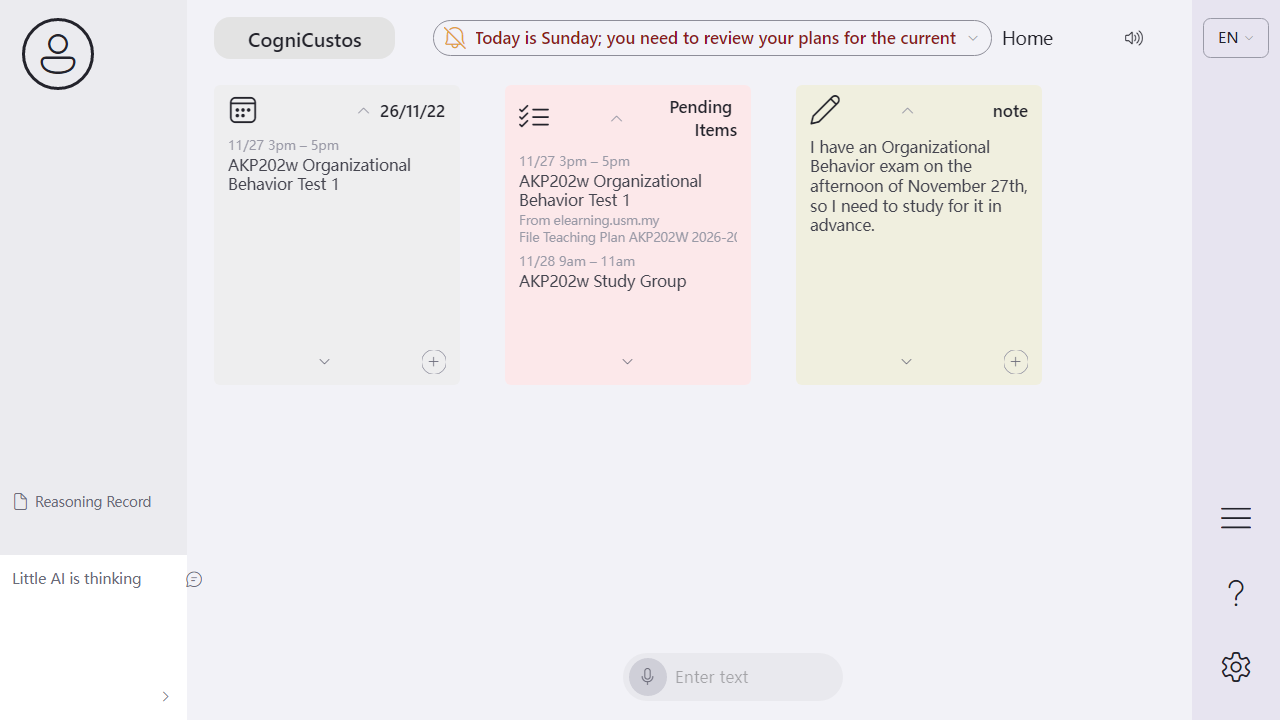 CogniCustos
Today is Sunday; you need to review your plans for the current
Home
EN
26/11/22
11/27 3pm – 5pm
AKP202w Organizational
Behavior Test 1
Pending
Items
11/27 3pm – 5pm
AKP202w Organizational
Behavior Test 1
From elearning.usm.my
File Teaching Plan AKP202W 2026-20
11/28 9am – 11am
AKP202w Study Group
note
I have an Organizational
Behavior exam on the
afternoon of November 27th,
so I need to study for it in
advance.
Reasoning Record
Little AI is thinking
Enter text